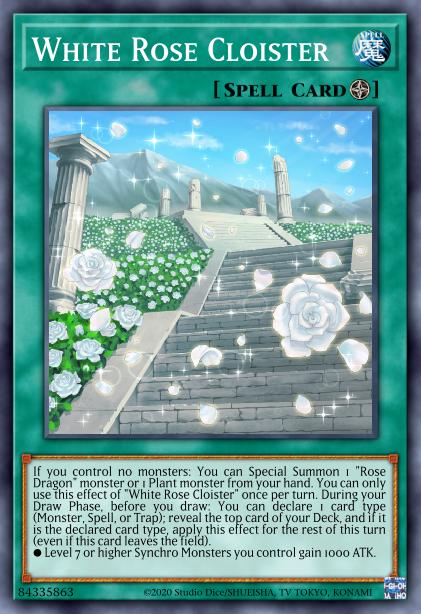 White Rose Cloister
SPELL
魔
[Spell Card]
If you control no monsters: You can Special Summon 1 "Rose
Dragon" monster or 1 Plant monster from your hand. You can only
use this effect of "White Rose Cloister" once per turn. During your
Draw Phase, before you draw: You can declare 1 card type
(Monster, Spell, or Trap); reveal the top card of your Deck, and if it
is the declared card type, apply this effect for the rest of this turn
(even if this card leaves the field).
● Level 7 or higher Synchro Monsters you control gain 1000 ATK.
84335863
©2020 Studio Dice/SHUEISHA, TV TOKYO, KONAMI